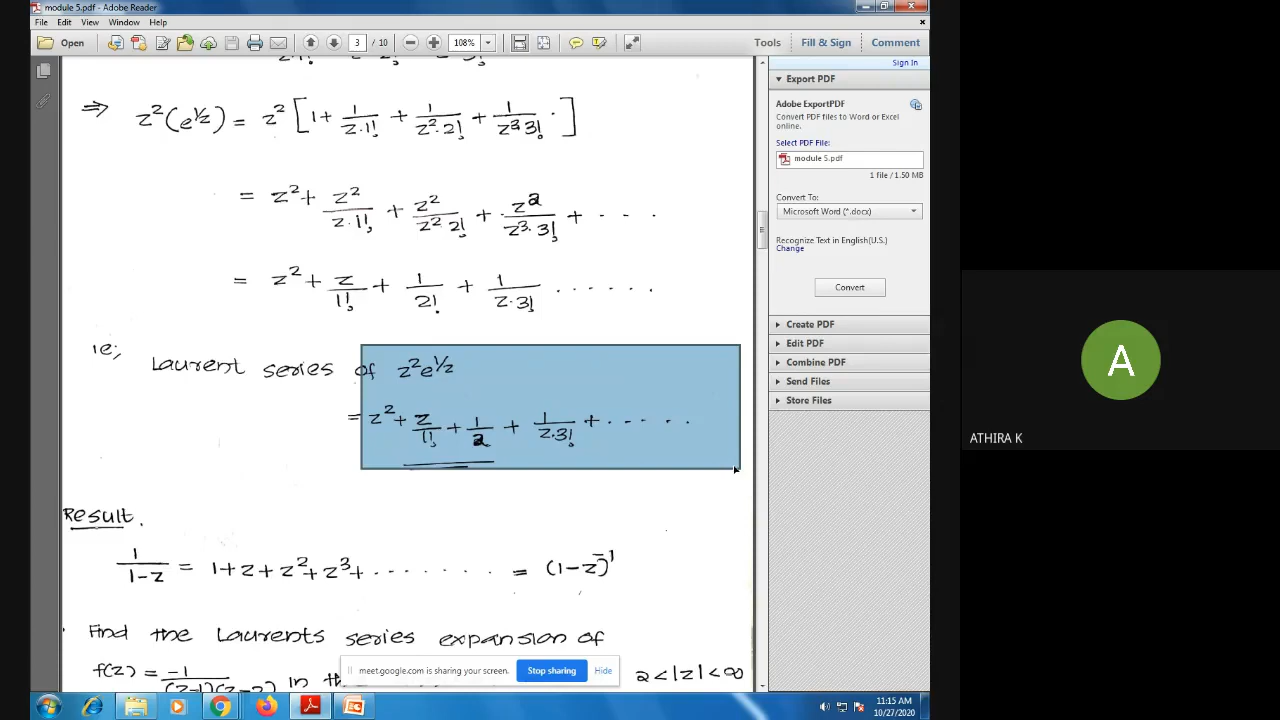 module 5.pdf - Adobe Reader
File Edit View Window Help
Open 3 / 10 108% Tools Fill & Sign Comment
Sign In
Export PDF
Adobe ExportPDF
Convert PDF files to Word or Excel online.
Select PDF File:
module 5.pdf
1 file / 1.50 MB
Convert To:
Microsoft Word (*.docx)
Recognize Text in English(U.S.)
Change
Convert
Create PDF
Edit PDF
Combine PDF
Send Files
Store Files
⇒ z²(e^1/z) = z² [1 + 1/z·1! + 1/z²·2! + 1/z³3! · ]
= z² + z²/z·1! + z²/z²2! + z²/z³·3! + · · ·
= z² + z/1! + 1/2! + 1/z·3! · · · · · ·
ie; Laurent series of z²e^1/z
= z² + z/1! + 1/2 + 1/z·3! + · · · · ·
Result.
1/1-z = 1 + z + z² + z³ + · · · · · · · = (1-z)^-1
Find the Laurents series expansion of
f(z) = -1/(z-1)(z-2) in 2 < |z| < ∞
meet.google.com is sharing your screen. Stop sharing Hide
A
ATHIRA K
11:15 AM
10/27/2020